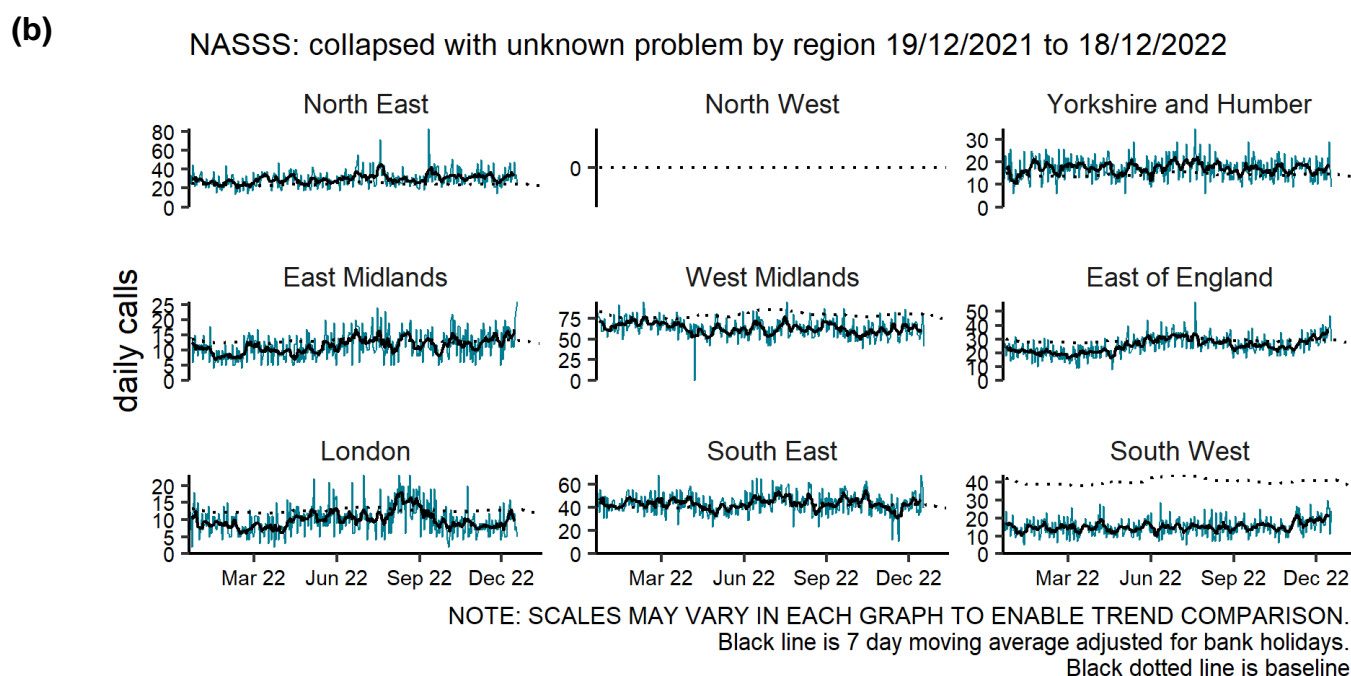 (b)
NASSS: collapsed with unknown problem by region 19/12/2021 to 18/12/2022
North East
North West
Yorkshire and Humber
80
60
40
20
0
0
30
20
10
0
daily calls
East Midlands
West Midlands
East of England
25
20
15
10
5
0
75
50
25
0
50
40
30
20
10
0
London
South East
South West
20
15
10
5
0
60
40
20
0
40
30
20
10
0
Mar 22 Jun 22 Sep 22 Dec 22
Mar 22 Jun 22 Sep 22 Dec 22
Mar 22 Jun 22 Sep 22 Dec 22
NOTE: SCALES MAY VARY IN EACH GRAPH TO ENABLE TREND COMPARISON.
Black line is 7 day moving average adjusted for bank holidays.
Black dotted line is baseline